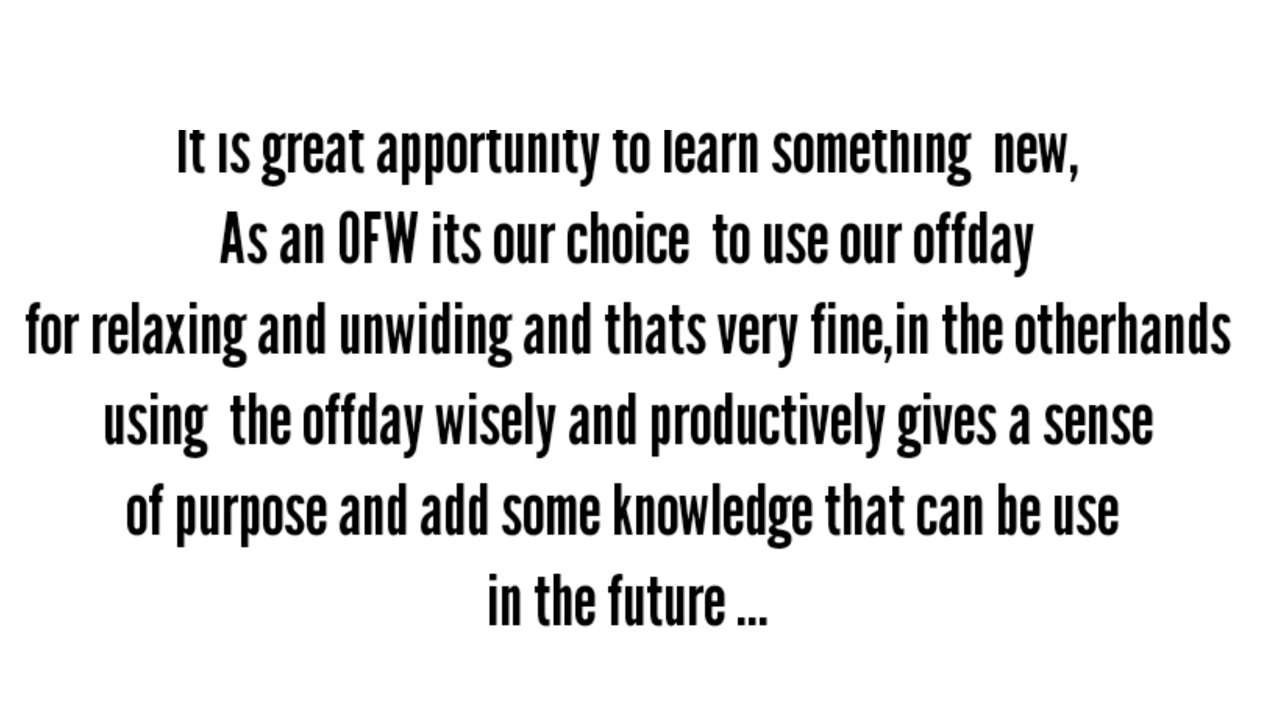 It is great apportunity to learn something new,
As an OFW its our choice to use our offday
for relaxing and unwiding and thats very fine,in the otherhands
using the offday wisely and productively gives a sense
of purpose and add some knowledge that can be use
in the future ...